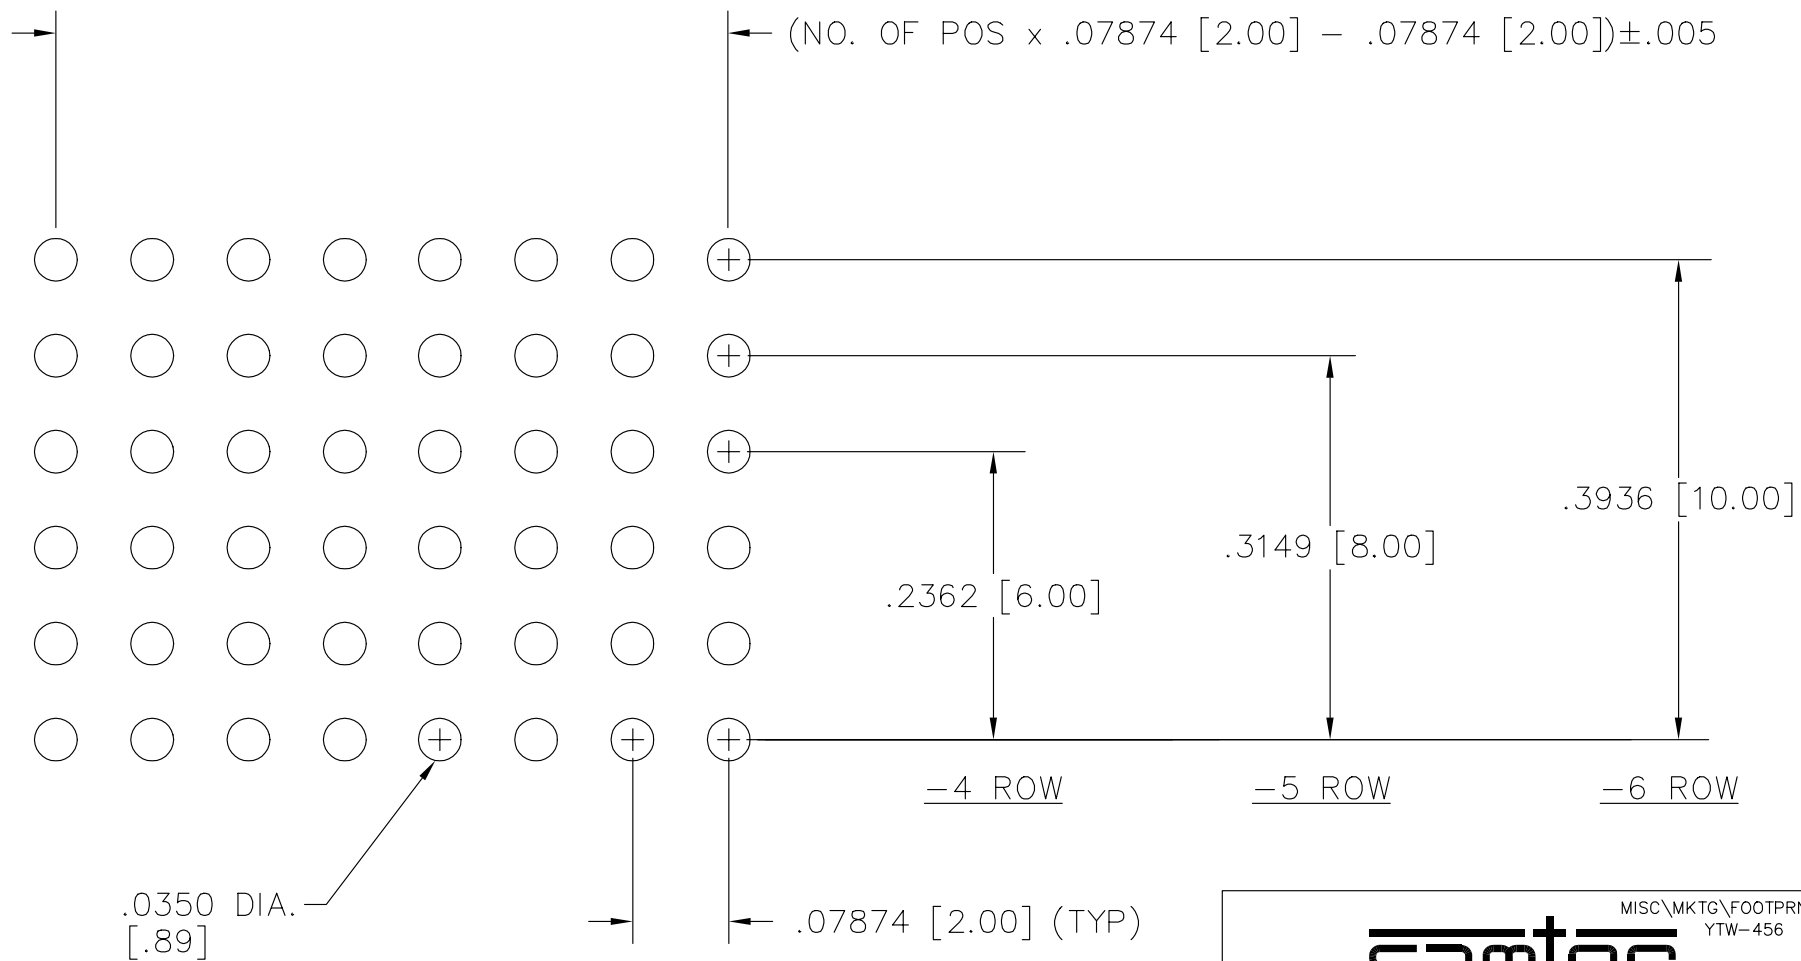 (NO. OF POS x .07874 [2.00] – .07874 [2.00])±.005
.3936 [10.00]
.3149 [8.00]
.2362 [6.00]
–4 ROW
–5 ROW
–6 ROW
.0350 DIA.
[.89]
.07874 [2.00] (TYP)
YTW–456
samtec